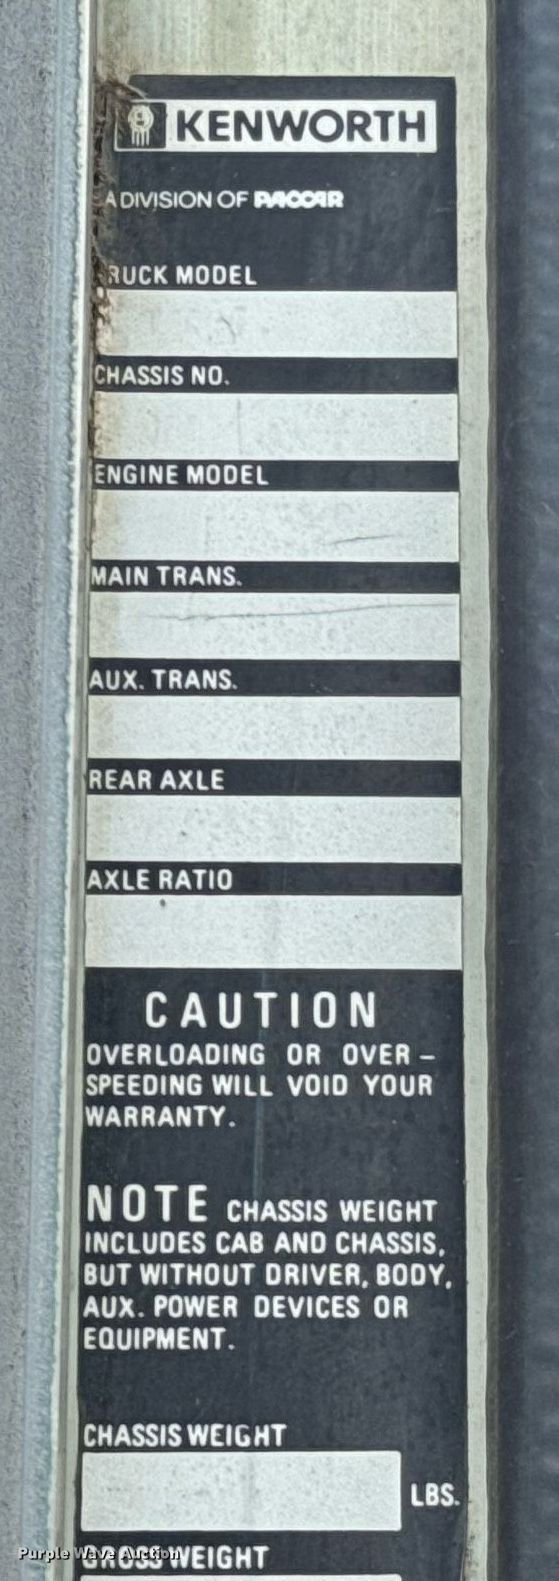 KENWORTH
A DIVISION OF PACCAR
RUCK MODEL
CHASSIS NO.
ENGINE MODEL
MAIN TRANS.
AUX. TRANS.
REAR AXLE
AXLE RATIO
CAUTION
OVERLOADING OR OVER-
SPEEDING WILL VOID YOUR
WARRANTY.
NOTE CHASSIS WEIGHT
INCLUDES CAB AND CHASSIS,
BUT WITHOUT DRIVER, BODY,
AUX. POWER DEVICES OR
EQUIPMENT.
CHASSIS WEIGHT
LBS.
GROSS WEIGHT
Purple Wave Auction